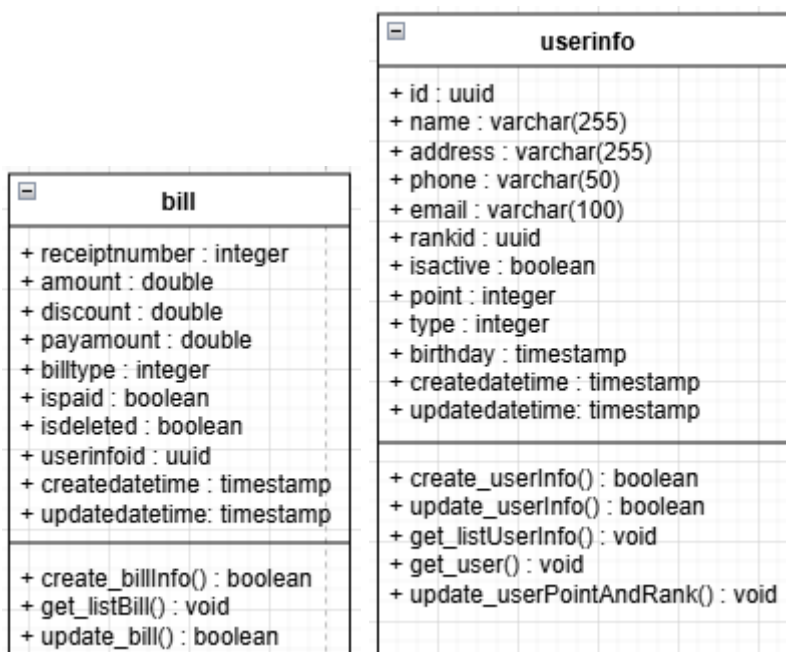 bill
+ receiptnumber : integer
+ amount : double
+ discount : double
+ payamount : double
+ billtype : integer
+ ispaid : boolean
+ isdeleted : boolean
+ userinfoid : uuid
+ createdatetime : timestamp
+ updatedatetime: timestamp
+ create_billInfo() : boolean
+ get_listBill() : void
+ update_bill() : boolean
userinfo
+ id : uuid
+ name : varchar(255)
+ address : varchar(255)
+ phone : varchar(50)
+ email : varchar(100)
+ rankid : uuid
+ isactive : boolean
+ point : integer
+ type : integer
+ birthday : timestamp
+ createdatetime : timestamp
+ updatedatetime: timestamp
+ create_userInfo() : boolean
+ update_userInfo() : boolean
+ get_listUserInfo() : void
+ get_user() : void
+ update_userPointAndRank() : void